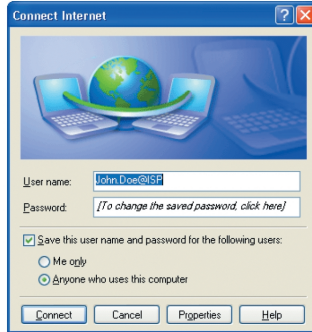 Connect Internet
User name: John.Doe@ISP
Password: [To change the saved password, click here]
Save this user name and password for the following users:
Me only
Anyone who uses this computer
Connect Cancel Properties Help